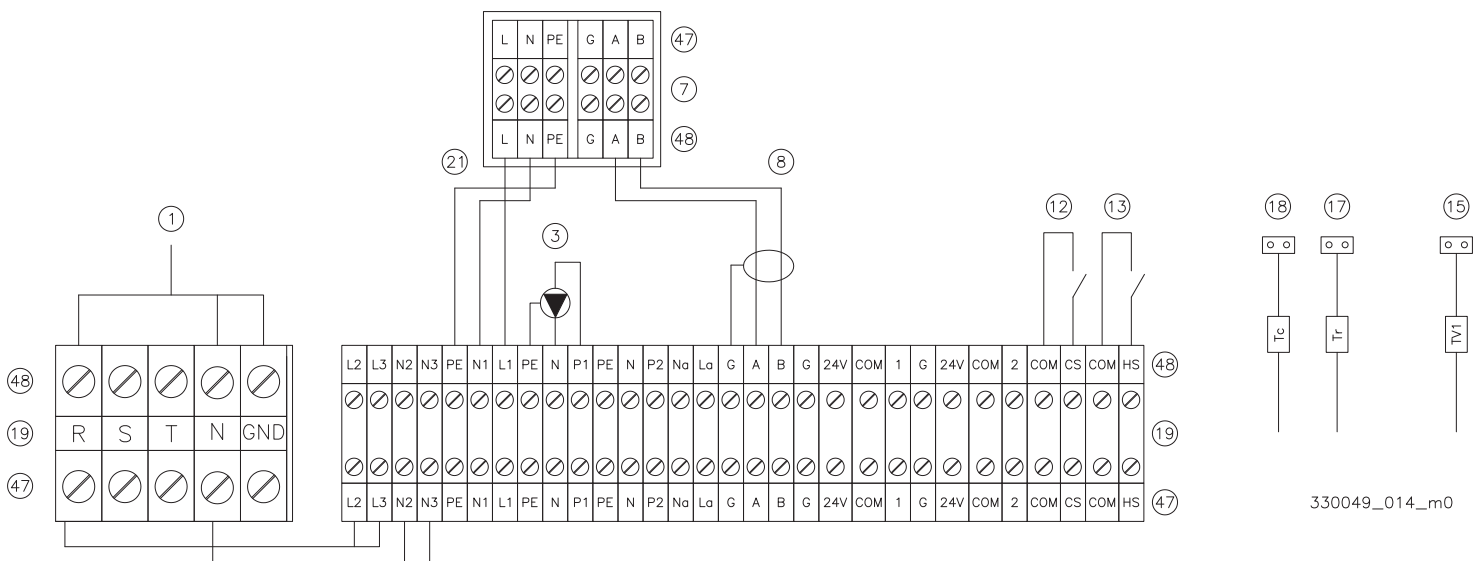 L N PE G A B 47
7
L N PE G A B 48
21 8
1 3 12 13 18 17 15
Tc Tr TV1
48 L2 L3 N2 N3 PE N1 L1 PE N P1 PE N P2 Na La G A B G 24V COM 1 G 24V COM 2 COM CS COM HS 48
19 R S T N GND 19
47 L2 L3 N2 N3 PE N1 L1 PE N P1 PE N P2 Na La G A B G 24V COM 1 G 24V COM 2 COM CS COM HS 47
330049_014_m0